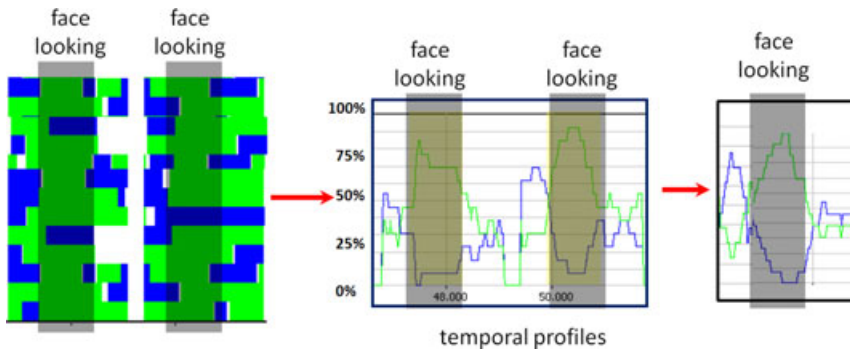 face
looking
face
looking
face
looking
face
looking
face
looking
100%
75%
50%
25%
0%
48.000
50.000
temporal profiles